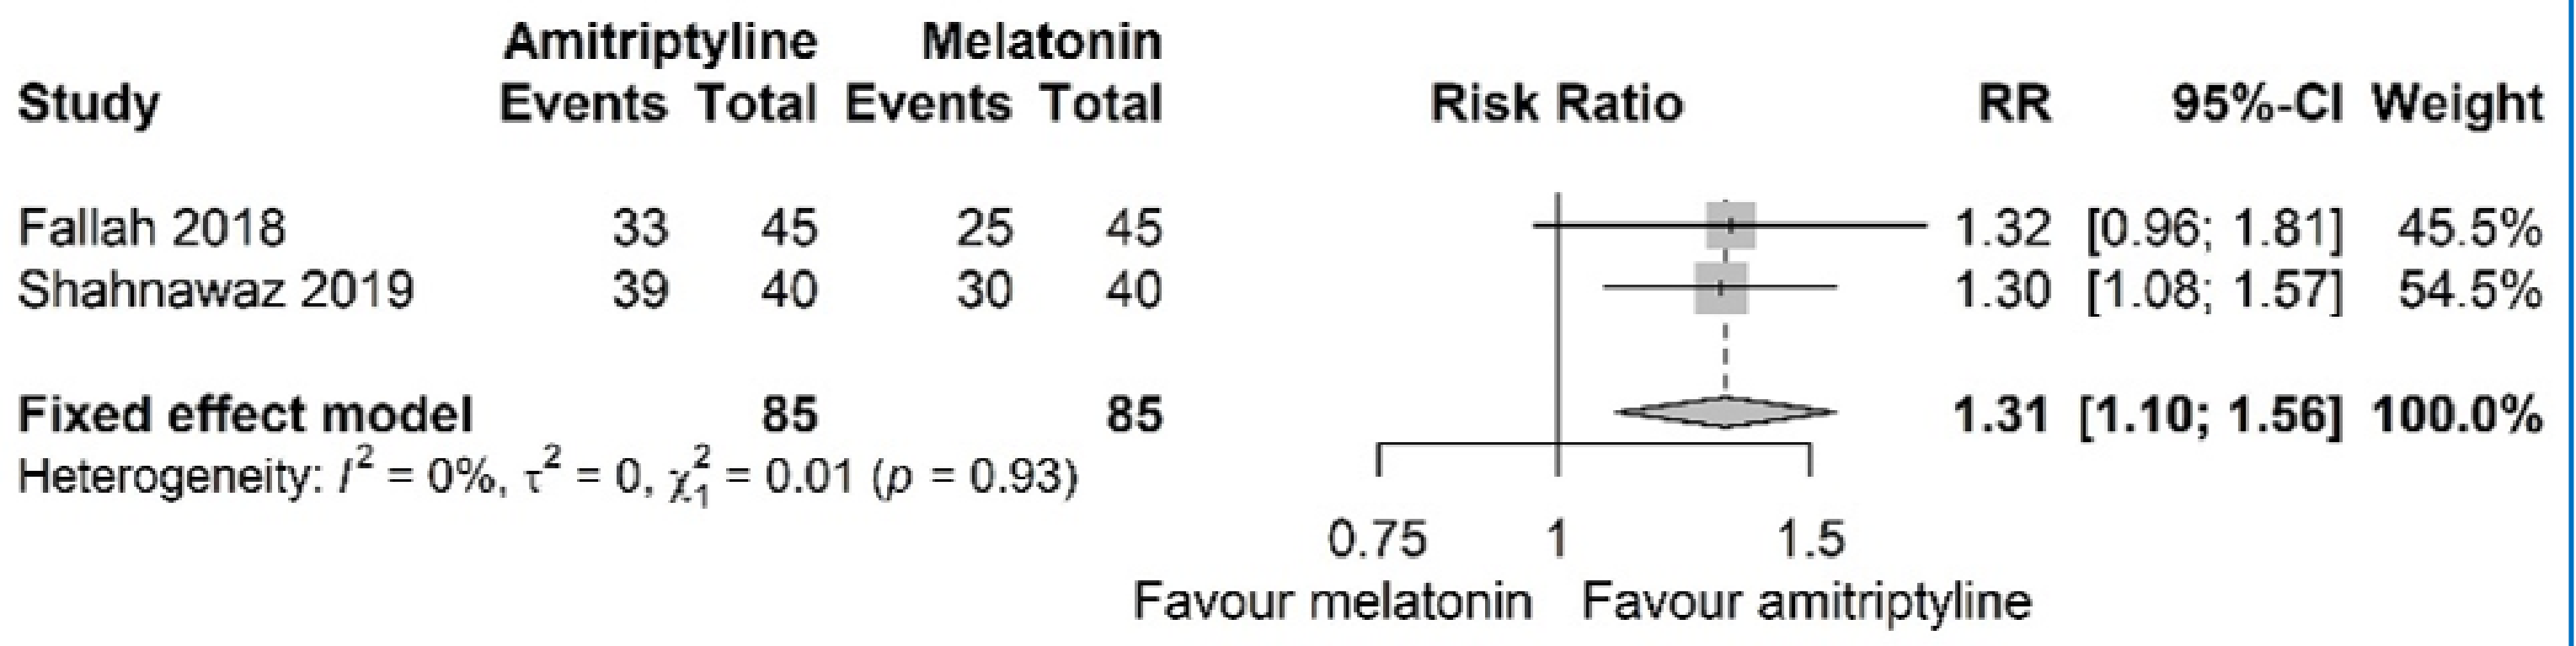 Amitriptyline Melatonin
Study Events Total Events Total Risk Ratio RR 95%-CI Weight
Fallah 2018 33 45 25 45 1.32 [0.96; 1.81] 45.5%
Shahnawaz 2019 39 40 30 40 1.30 [1.08; 1.57] 54.5%
Fixed effect model 85 85 1.31 [1.10; 1.56] 100.0%
Heterogeneity: I² = 0%, τ² = 0, χ²₁ = 0.01 (p = 0.93)
0.75 1 1.5
Favour melatonin Favour amitriptyline